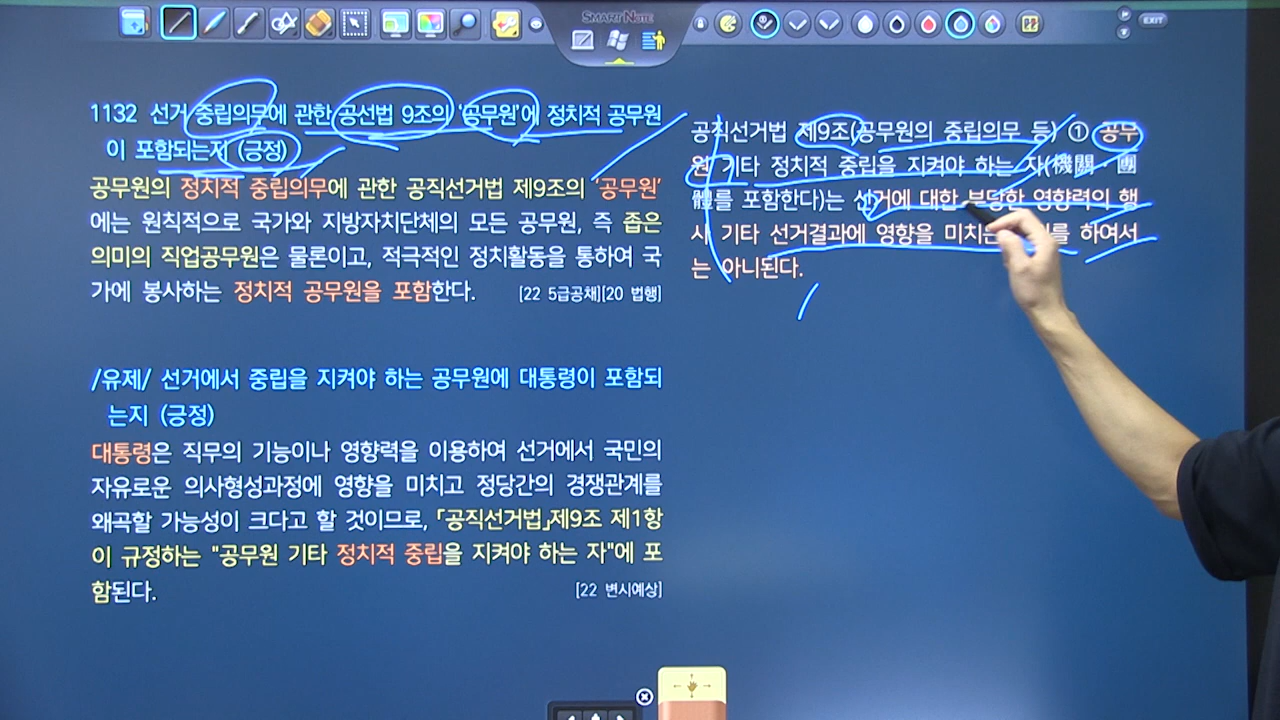 SMART NOTE
EXIT
1132 선거 중립의무에 관한 공선법 9조의 '공무원'에 정치적 공무원
이 포함되는지 (긍정)
공무원의 정치적 중립의무에 관한 공직선거법 제9조의 '공무원'
에는 원칙적으로 국가와 지방자치단체의 모든 공무원, 즉 좁은
의미의 직업공무원은 물론이고, 적극적인 정치활동을 통하여 국
가에 봉사하는 정치적 공무원을 포함한다. [22 5급공채][20 법행]
/유제/ 선거에서 중립을 지켜야 하는 공무원에 대통령이 포함되
는지 (긍정)
대통령은 직무의 기능이나 영향력을 이용하여 선거에서 국민의
자유로운 의사형성과정에 영향을 미치고 정당간의 경쟁관계를
왜곡할 가능성이 크다고 할 것이므로, 「공직선거법」제9조 제1항
이 규정하는 "공무원 기타 정치적 중립을 지켜야 하는 자"에 포
함된다. [22 변시예상]
공직선거법 제9조(공무원의 중립의무 등) ① 공무
원 기타 정치적 중립을 지켜야 하는 자(機關·團
體를 포함한다)는 선거에 대한 부당한 영향력의 행
사 기타 선거결과에 영향을 미치는 를 하여서
는 아니된다.